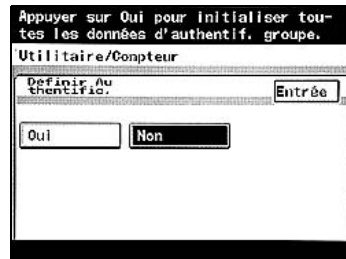 Appuyer sur Oui pour initialiser tou-
tes les données d'authentif. groupe.
Utilitaire/Compteur
Définir Au
thentific.
Entrée
Oui
Non